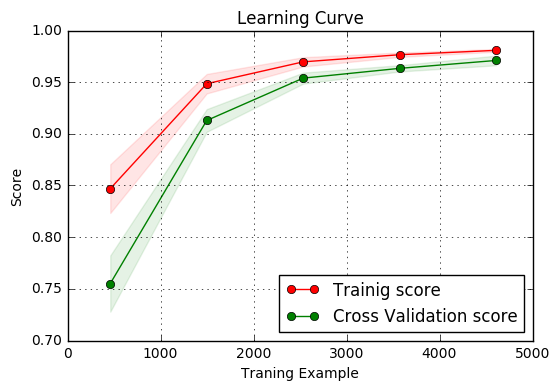 Learning Curve
1.00
0.95
0.90
0.85
0.80
0.75
0.70
Score
Trainig score
Cross Validation score
0 1000 2000 3000 4000 5000
Traning Example